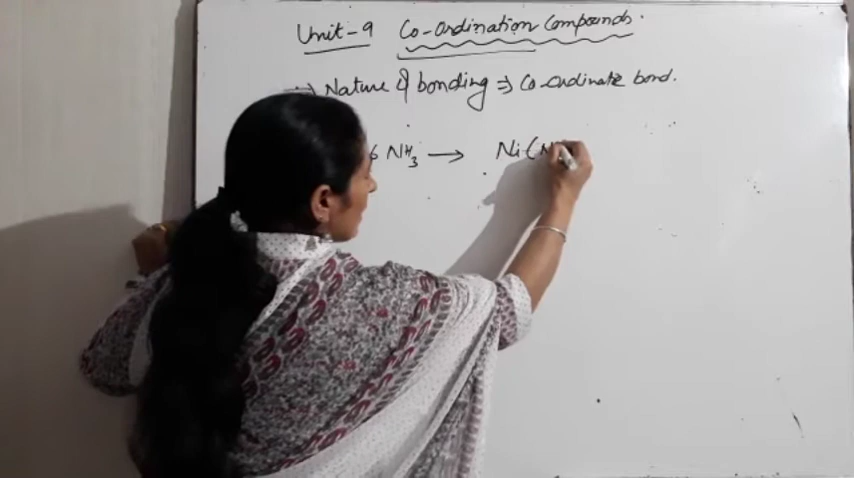 Unit-9 Co-ordination Compounds.
⇒ Nature & bonding ⇒ Co-ordinate bond.
6 NH3 → Ni(N